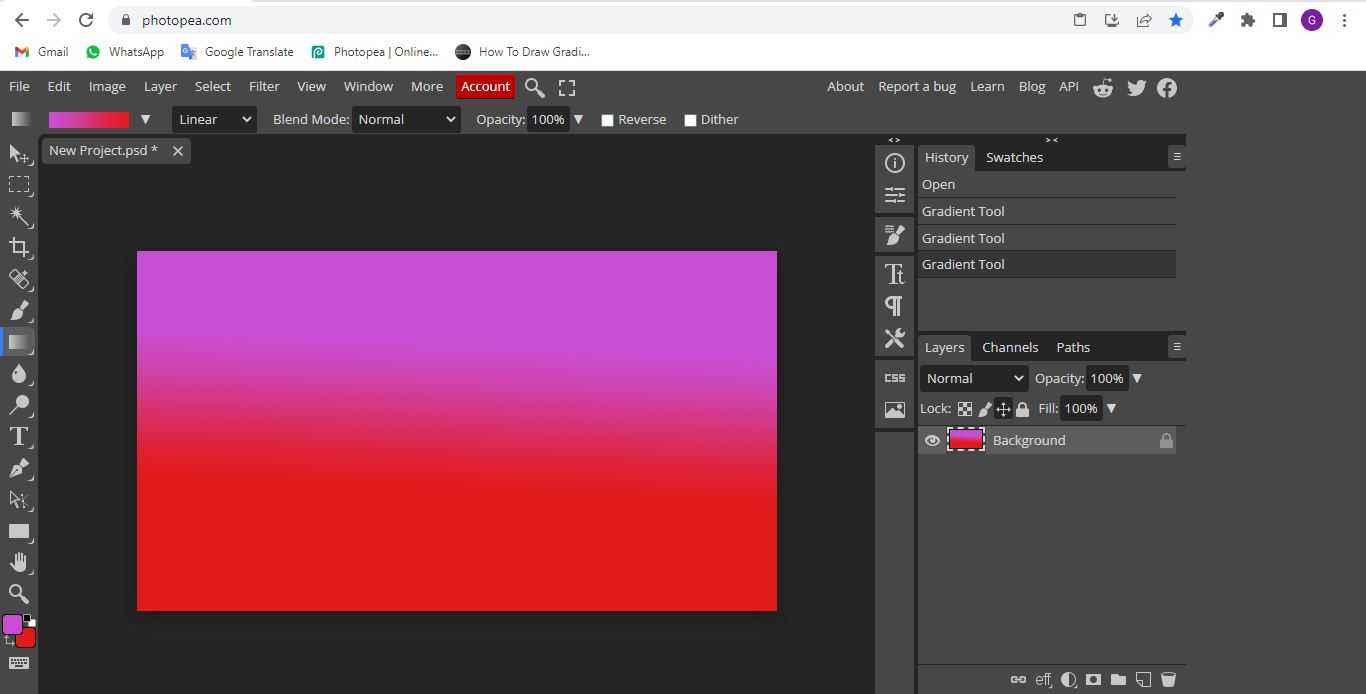 photopea.com
G
Gmail WhatsApp Google Translate Photopea | Online... How To Draw Gradi...
File Edit Image Layer Select Filter View Window More Account About Report a bug Learn Blog API
Linear Blend Mode: Normal Opacity: 100% Reverse Dither
New Project.psd *
History Swatches
Open
Gradient Tool
Gradient Tool
Gradient Tool
Layers Channels Paths
Normal Opacity: 100%
CSS
Lock: Fill: 100%
Background
eff